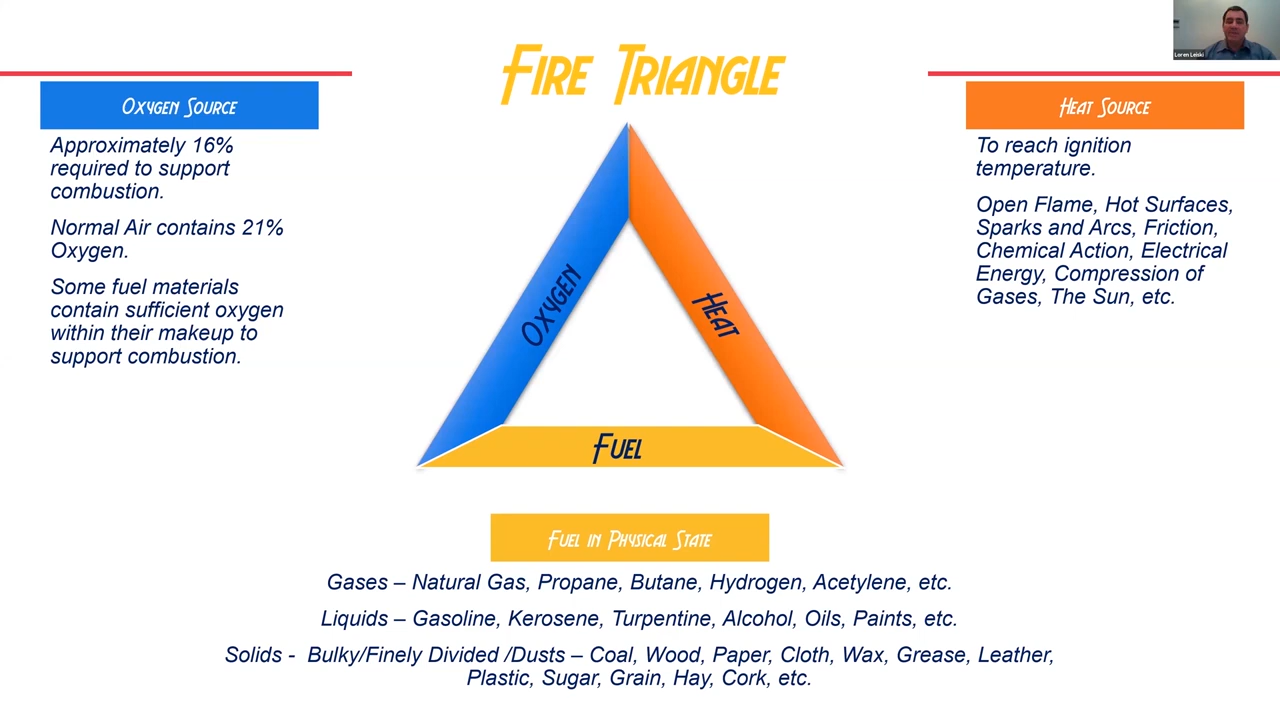 Fire Triangle
Loren Leiski
Oxygen Source
Approximately 16%
required to support
combustion.
Normal Air contains 21%
Oxygen.
Some fuel materials
contain sufficient oxygen
within their makeup to
support combustion.
Heat Source
To reach ignition
temperature.
Open Flame, Hot Surfaces,
Sparks and Arcs, Friction,
Chemical Action, Electrical
Energy, Compression of
Gases, The Sun, etc.
Oxygen
Heat
Fuel
Fuel in Physical State
Gases – Natural Gas, Propane, Butane, Hydrogen, Acetylene, etc.
Liquids – Gasoline, Kerosene, Turpentine, Alcohol, Oils, Paints, etc.
Solids -  Bulky/Finely Divided /Dusts – Coal, Wood, Paper, Cloth, Wax, Grease, Leather,
Plastic, Sugar, Grain, Hay, Cork, etc.